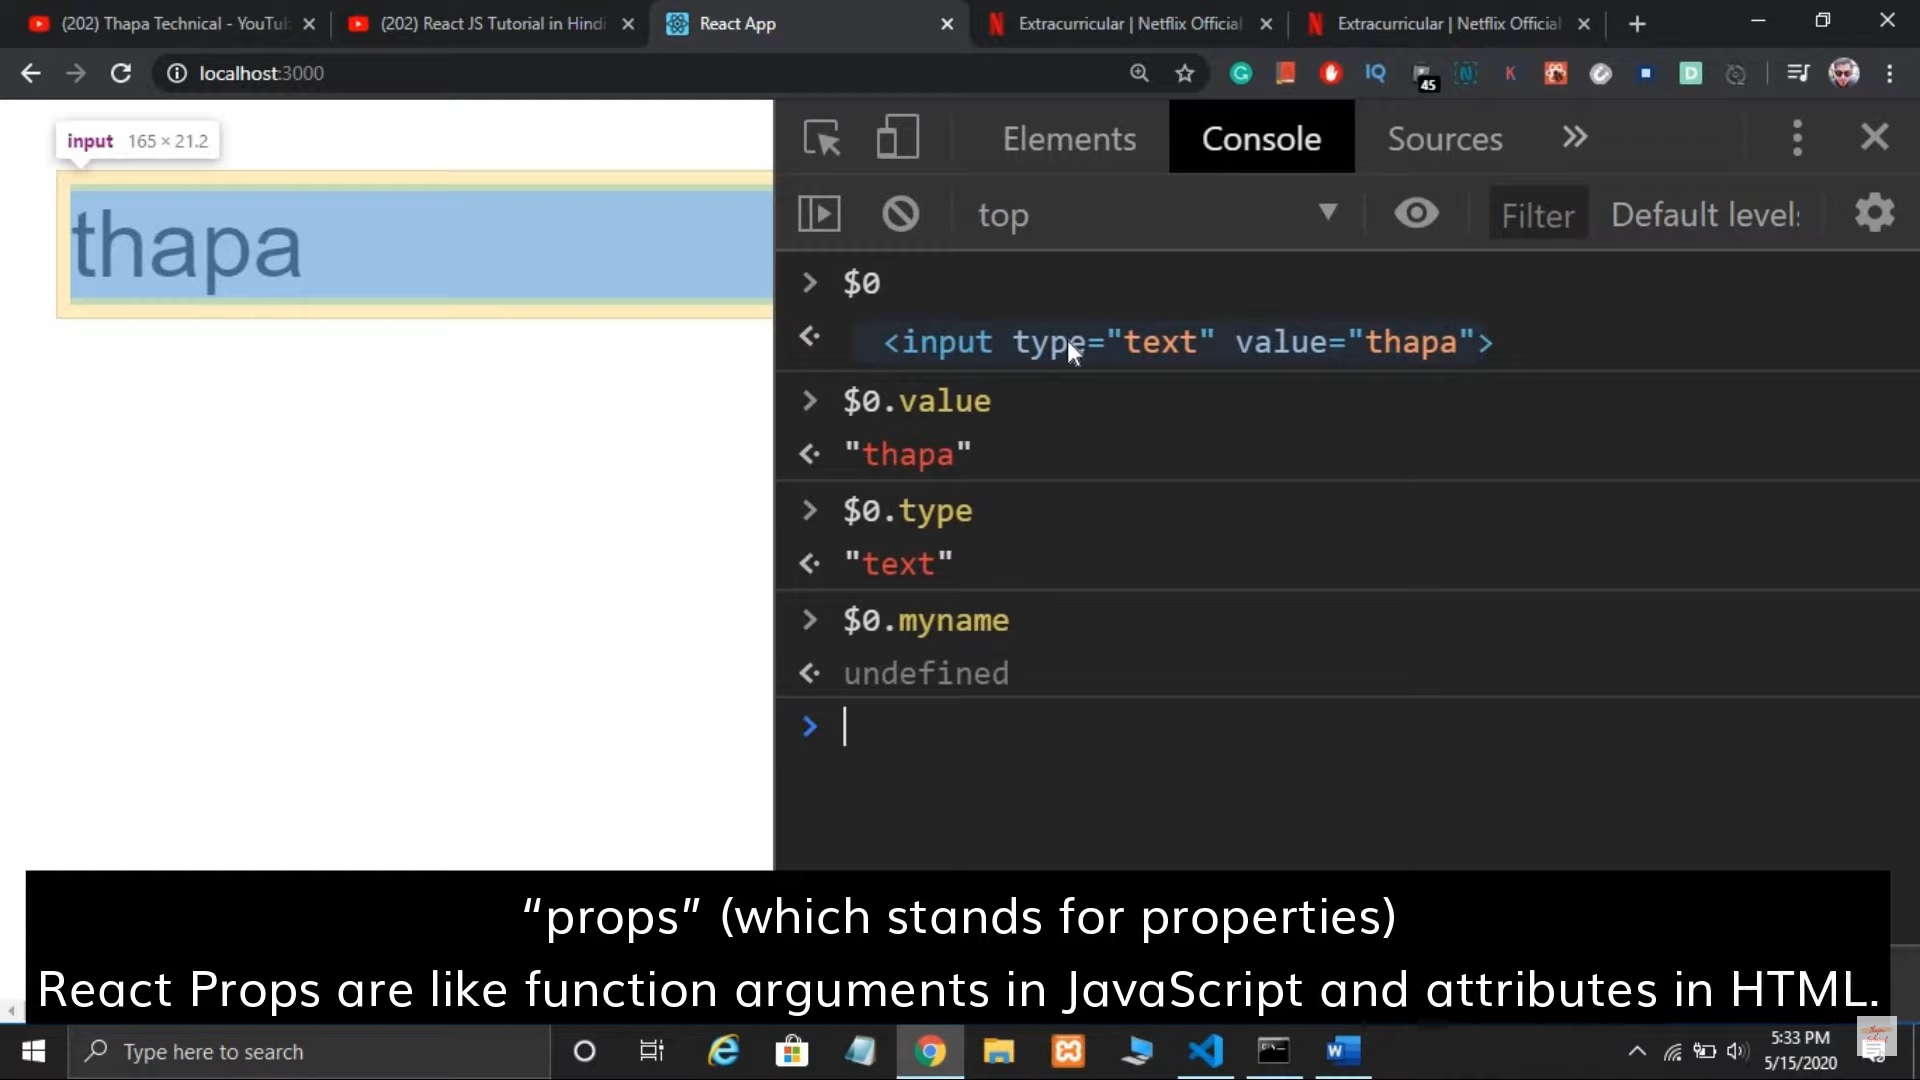 (202) Thapa Technical - YouTu
(202) React JS Tutorial in Hindi
React App
Extracurricular | Netflix Official
Extracurricular | Netflix Official
localhost:3000
45
input 165 × 21.2
thapa
Elements
Console
Sources
top
Filter
Default levels
$0
<input type="text" value="thapa">
$0.value
"thapa"
$0.type
"text"
$0.myname
undefined
“props” (which stands for properties)
React Props are like function arguments in JavaScript and attributes in HTML.
Type here to search
5:33 PM
5/15/2020